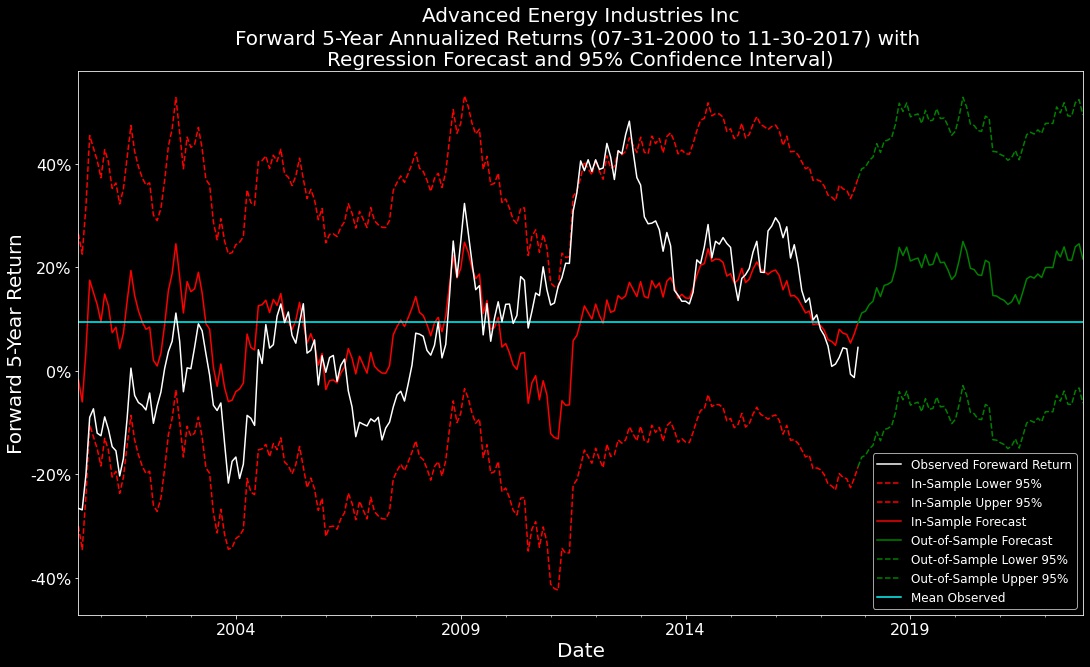 Advanced Energy Industries Inc
Forward 5-Year Annualized Returns (07-31-2000 to 11-30-2017) with
Regression Forecast and 95% Confidence Interval)
Forward 5-Year Return
40%
20%
0%
-20%
-40%
2004
2009
2014
2019
Date
Observed Foreward Return
In-Sample Lower 95%
In-Sample Upper 95%
In-Sample Forecast
Out-of-Sample Forecast
Out-of-Sample Lower 95%
Out-of-Sample Upper 95%
Mean Observed